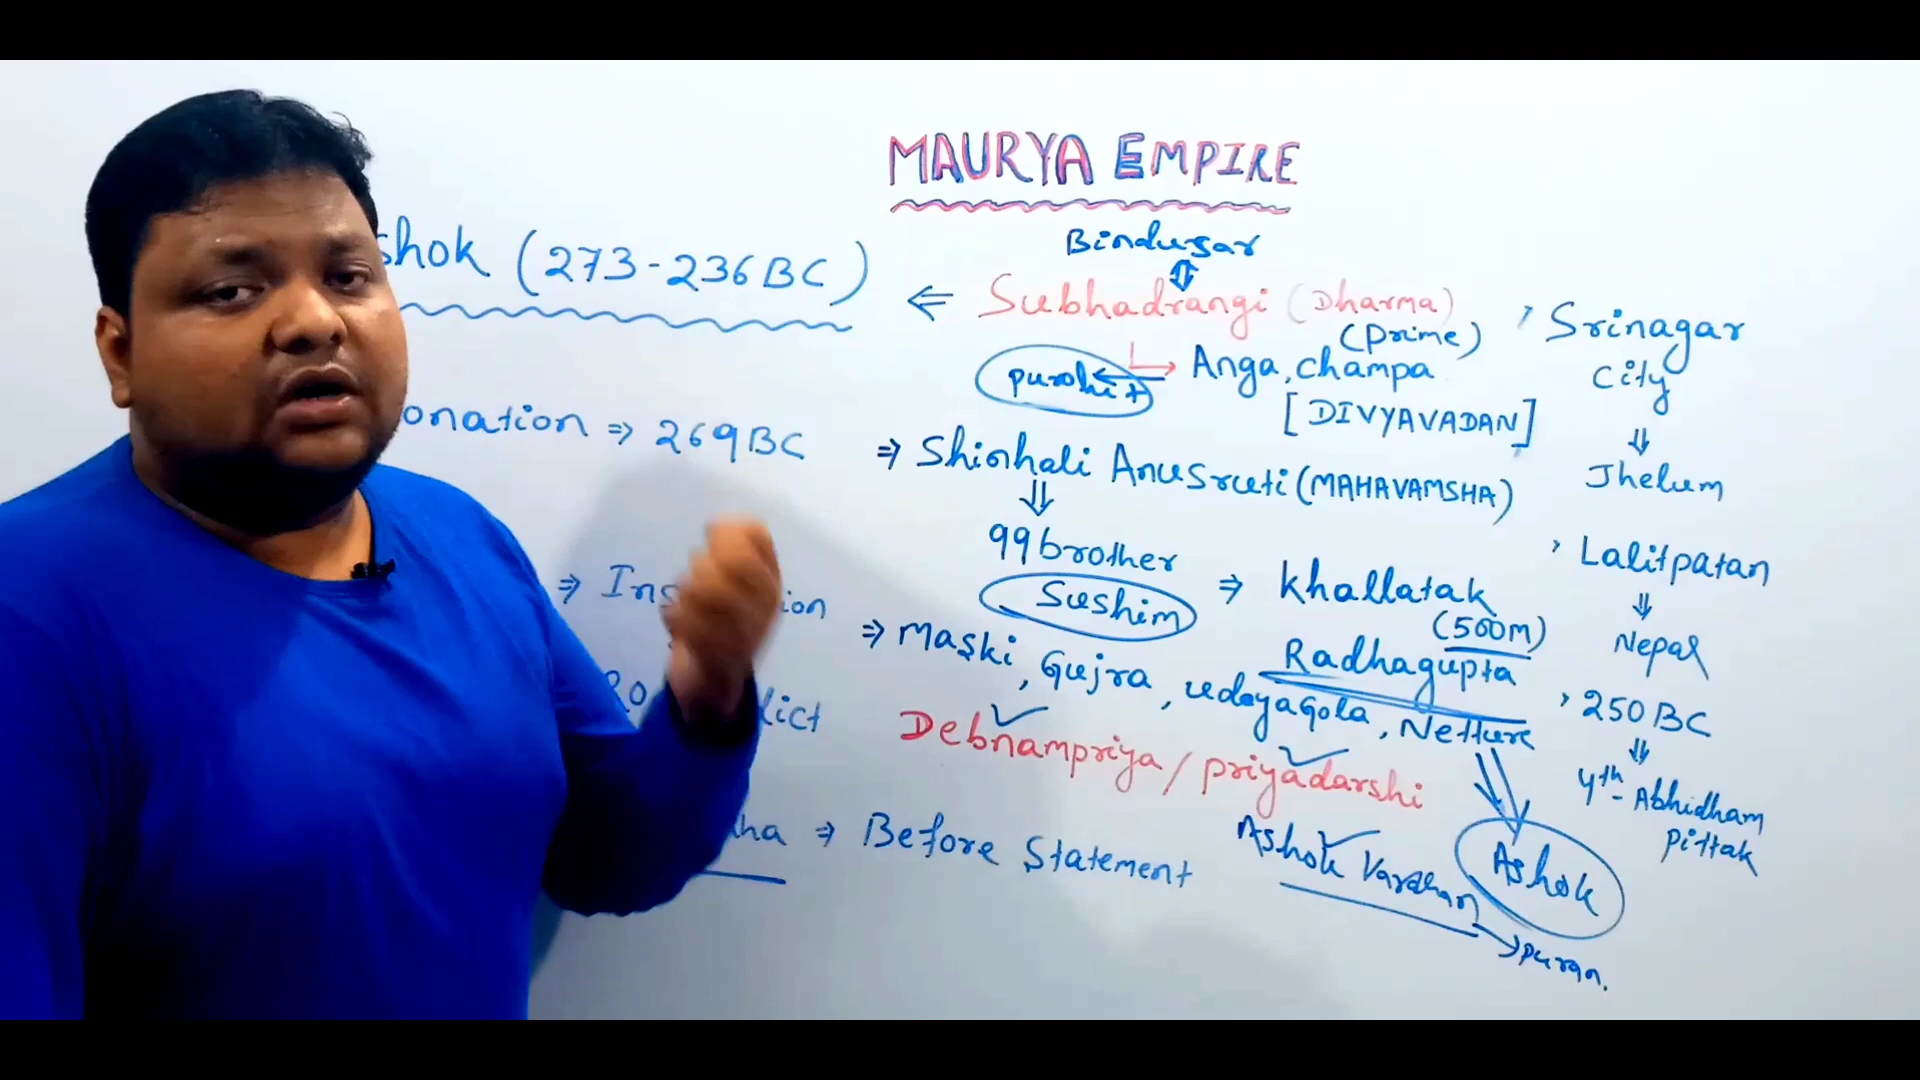 MAURYA EMPIRE
Bindusar
shok (273-236 BC) ⇐ Subhadrangi (Dharma)
(Prime)
purohit ← Anga, champa
[DIVYAVADAN]
onation ⇒ 269 BC
⇒ Shinhali Anusruti (MAHAVAMSHA)
99 brother
Sushim ⇒ Khallatak
(500m)
Radhagupta
⇒ Maski, Gujra, udayagola, Netture
Debnampriya / priyadarshi
dict
ha ⇒ Before Statement
Ashok Vardhan → puran.
Ashok
Srinagar
City
Jhelum
Lalitpatan
Nepal
250 BC
4th - Abhidham
Pittak